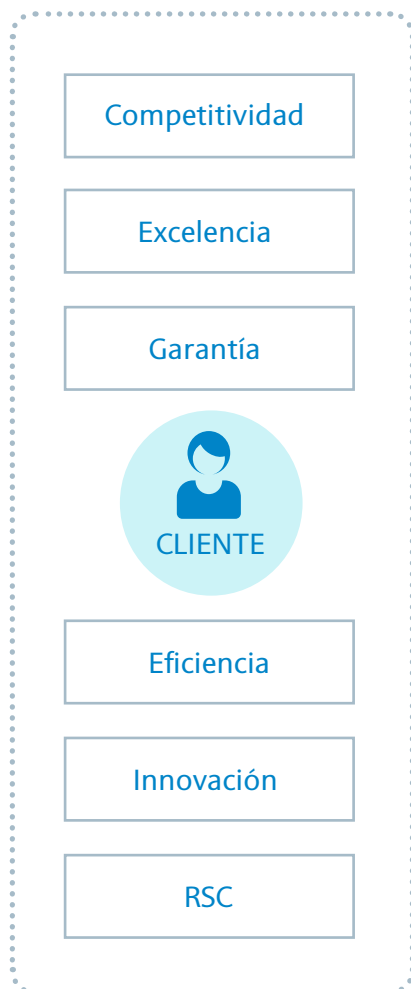 Competitividad
Excelencia
Garantía
CLIENTE
Eficiencia
Innovación
RSC